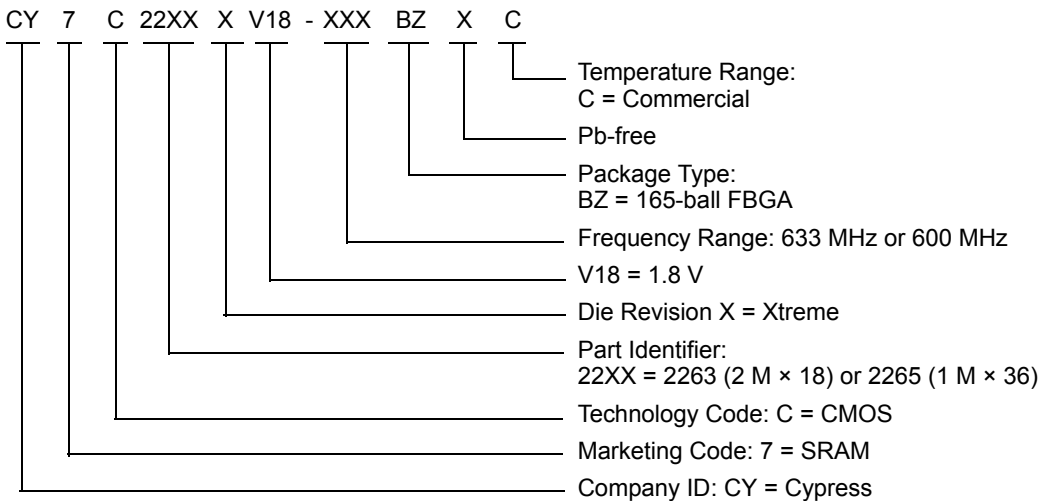 CY 7 C 22XX X V18 - XXX BZ X C
Temperature Range:
C = Commercial
Pb-free
Package Type:
BZ = 165-ball FBGA
Frequency Range: 633 MHz or 600 MHz
V18 = 1.8 V
Die Revision X = Xtreme
Part Identifier:
22XX = 2263 (2 M × 18) or 2265 (1 M × 36)
Technology Code: C = CMOS
Marketing Code: 7 = SRAM
Company ID: CY = Cypress